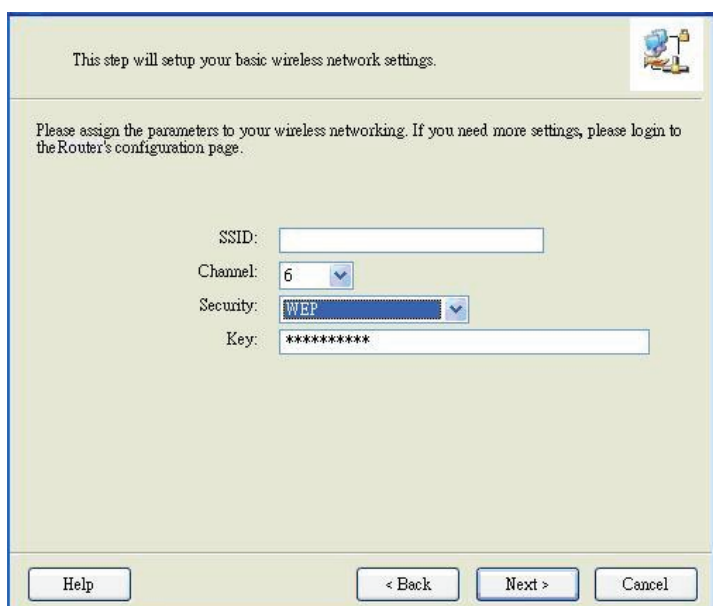 This step will setup your basic wireless network settings.
Please assign the parameters to your wireless networking. If you need more settings, please login to
the Router's configuration page.
SSID:
Channel: 6
Security: WEP
Key: **********
Help < Back Next > Cancel